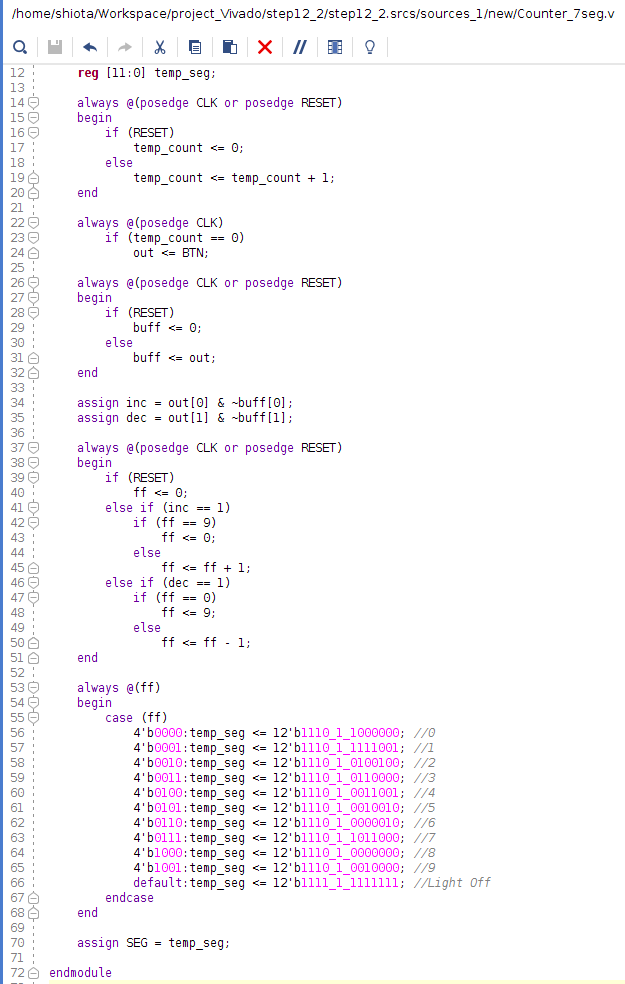 /home/shiota/Workspace/project_Vivado/step12_2/step12_2.srcs/sources_1/new/Counter_7seg.v
12 reg [11:0] temp_seg;
13
14 always @(posedge CLK or posedge RESET)
15 begin
16 if (RESET)
17 temp_count <= 0;
18 else
19 temp_count <= temp_count + 1;
20 end
21
22 always @(posedge CLK)
23 if (temp_count == 0)
24 out <= BTN;
25
26 always @(posedge CLK or posedge RESET)
27 begin
28 if (RESET)
29 buff <= 0;
30 else
31 buff <= out;
32 end
33
34 assign inc = out[0] & ~buff[0];
35 assign dec = out[1] & ~buff[1];
36
37 always @(posedge CLK or posedge RESET)
38 begin
39 if (RESET)
40 ff <= 0;
41 else if (inc == 1)
42 if (ff == 9)
43 ff <= 0;
44 else
45 ff <= ff + 1;
46 else if (dec == 1)
47 if (ff == 0)
48 ff <= 9;
49 else
50 ff <= ff - 1;
51 end
52
53 always @(ff)
54 begin
55 case (ff)
56 4'b0000:temp_seg <= 12'b1110_1_1000000; //0
57 4'b0001:temp_seg <= 12'b1110_1_1111001; //1
58 4'b0010:temp_seg <= 12'b1110_1_0100100; //2
59 4'b0011:temp_seg <= 12'b1110_1_0110000; //3
60 4'b0100:temp_seg <= 12'b1110_1_0011001; //4
61 4'b0101:temp_seg <= 12'b1110_1_0010010; //5
62 4'b0110:temp_seg <= 12'b1110_1_0000010; //6
63 4'b0111:temp_seg <= 12'b1110_1_1011000; //7
64 4'b1000:temp_seg <= 12'b1110_1_0000000; //8
65 4'b1001:temp_seg <= 12'b1110_1_0010000; //9
66 default:temp_seg <= 12'b1111_1_1111111; //Light Off
67 endcase
68 end
69
70 assign SEG = temp_seg;
71
72 endmodule